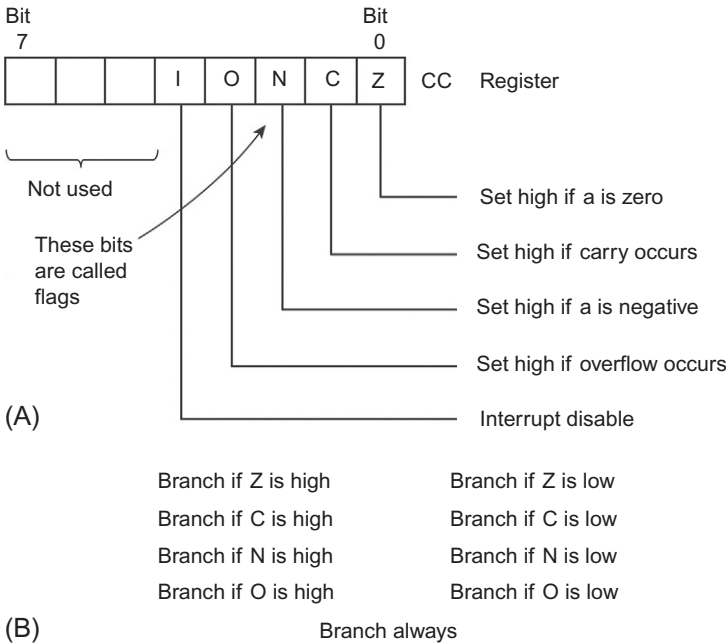 Bit
7
Bit
0
I O N C Z CC Register
Not used
These bits
are called
flags
Set high if a is zero
Set high if carry occurs
Set high if a is negative
Set high if overflow occurs
Interrupt disable
(A)
Branch if Z is high Branch if Z is low
Branch if C is high Branch if C is low
Branch if N is high Branch if N is low
Branch if O is high Branch if O is low
(B) Branch always